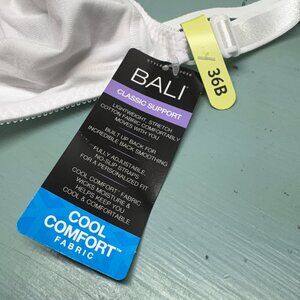 BALI
CLASSIC SUPPORT
LIGHTWEIGHT, STRETCH
COTTON FABRIC COMFORTABLY
MOVES WITH YOU
BUILT UP BACK FOR
INCREDIBLE BACK SMOOTHING
FULLY ADJUSTABLE,
NO-SLIP STRAPS
FOR A PERSONALIZED FIT
COOL COMFORT™ FABRIC
WICKS MOISTURE &
HELPS KEEP YOU
COOL & COMFORTABLE
COOL
COMFORT™
FABRIC
36B